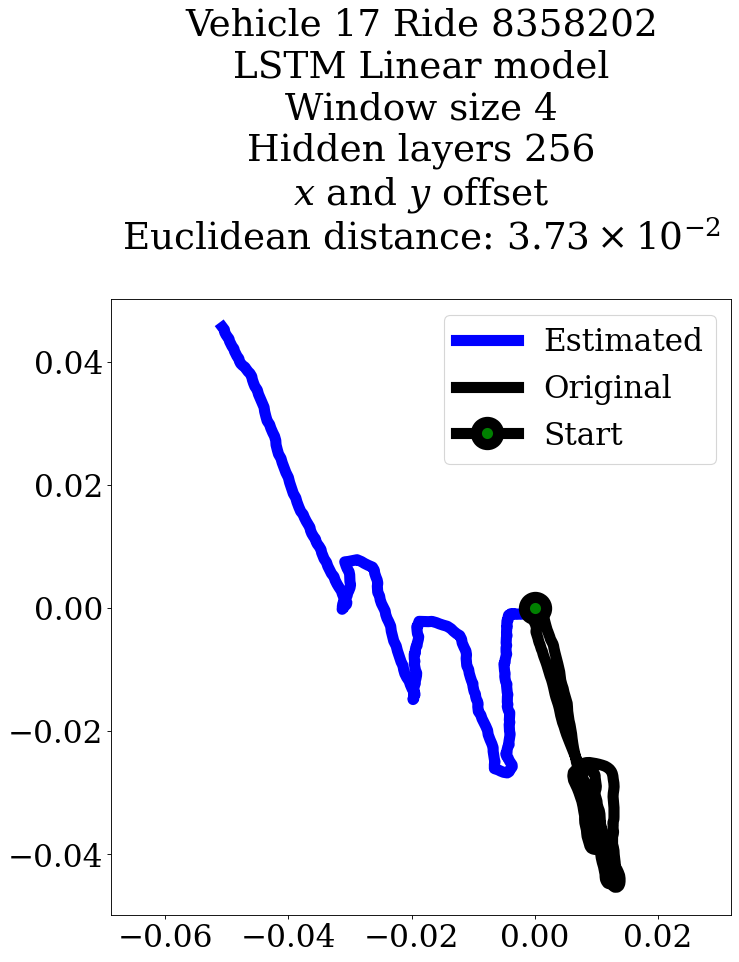 Vehicle 17 Ride 8358202
LSTM Linear model
Window size 4
Hidden layers 256
x and y offset
Euclidean distance: 3.73 × 10⁻²
Estimated
Original
Start
0.04
0.02
0.00
−0.02
−0.04
−0.06 −0.04 −0.02 0.00 0.02